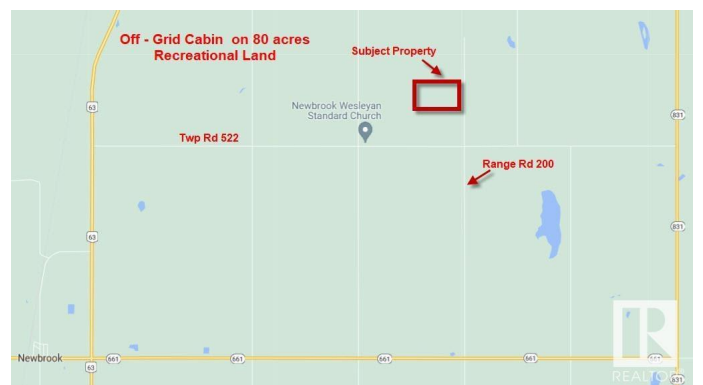 Off - Grid Cabin on 80 acres
Recreational Land
Subject Property
63
Newbrook Wesleyan
Standard Church
831
Twp Rd 522
Range Rd 200
63
831
Newbrook
661
661
661
661
661
63
831
REALTOR